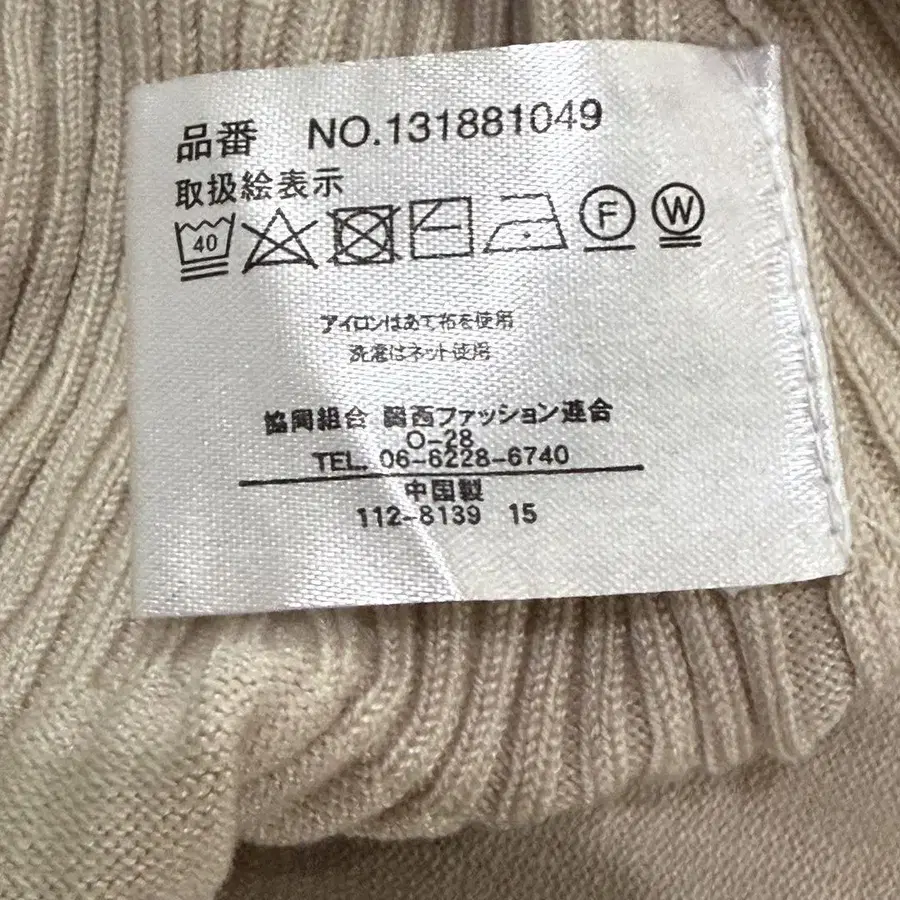 品番 NO.131881049
取扱絵表示
40 F W
アイロンはあて布を使用
洗濯はネット使用
協同組合 関西ファッション連合
O-28
TEL. 06-6228-6740
中国製
112-8139 15